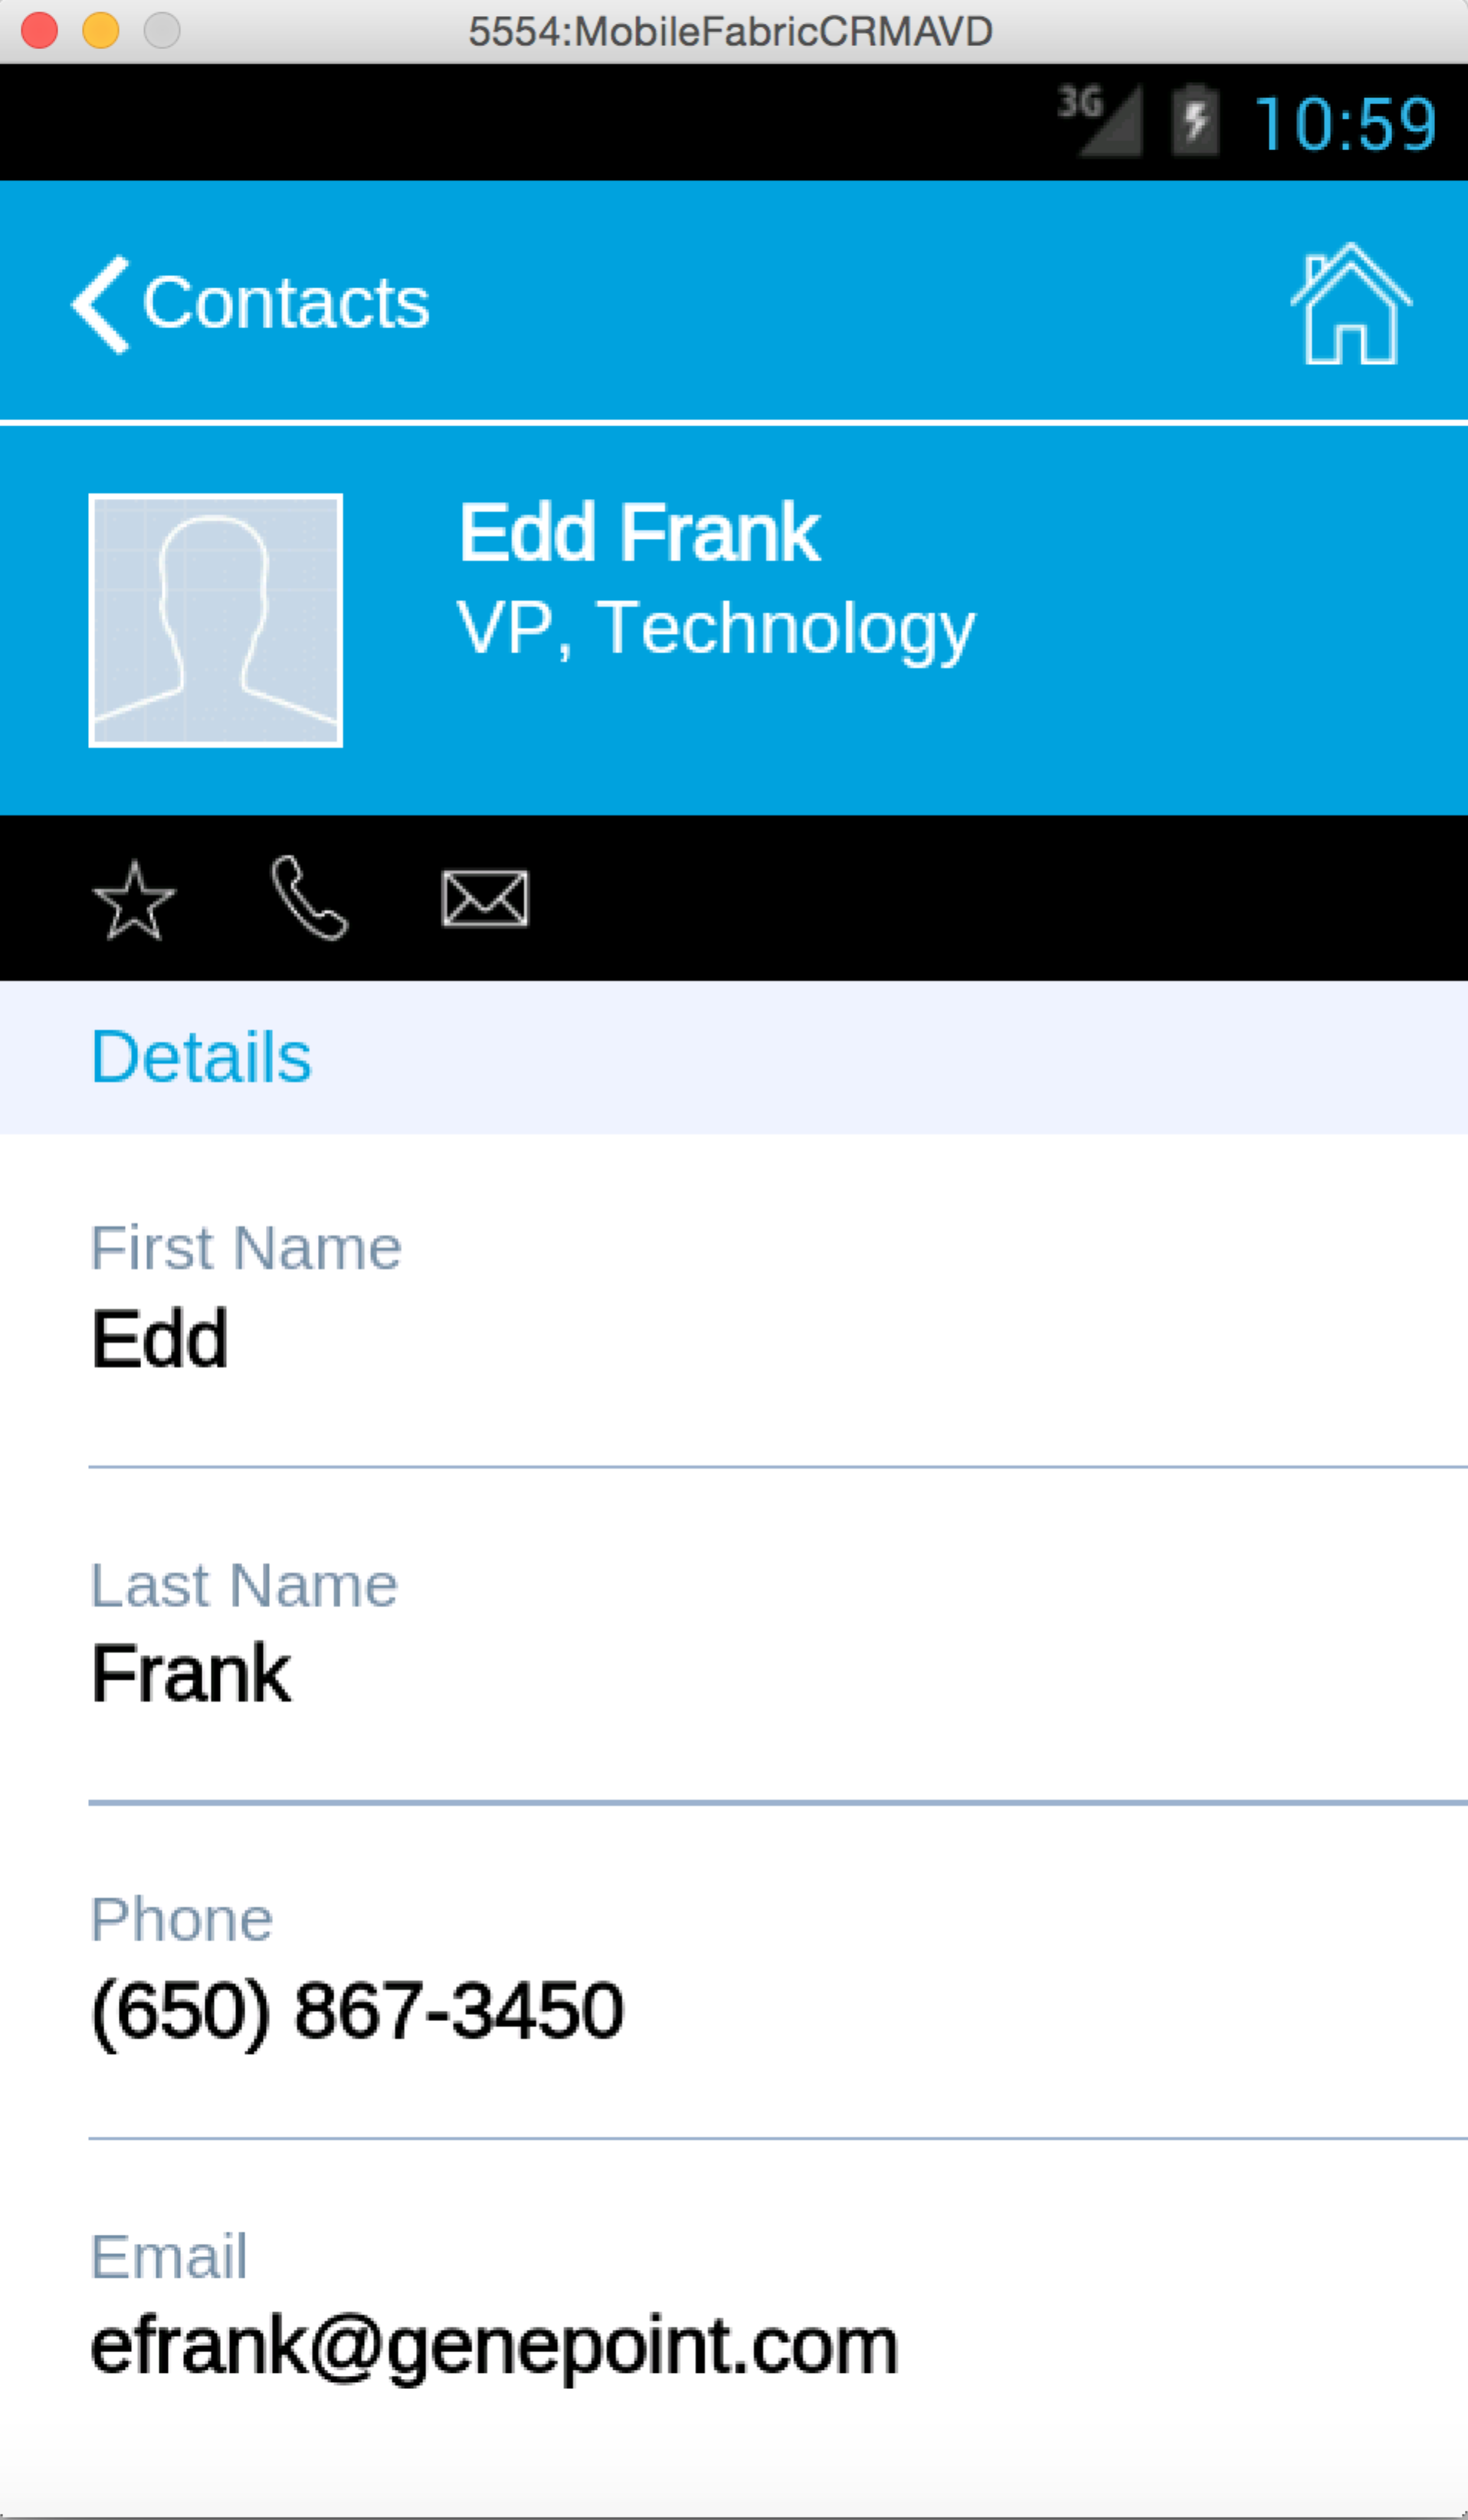 5554:MobileFabricCRMAVD
3G 10:59
Contacts
Edd Frank
VP, Technology
Details
First Name
Edd
Last Name
Frank
Phone
(650) 867-3450
Email
efrank@genepoint.com